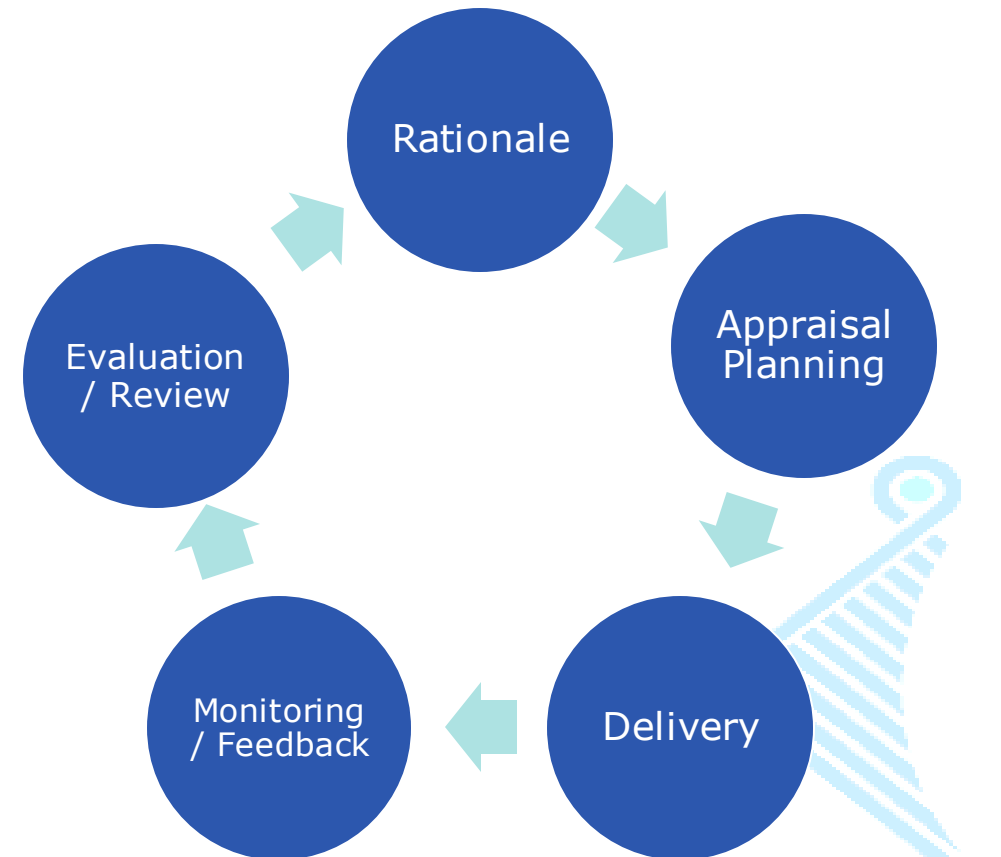 Rationale
Appraisal
Planning
Delivery
Monitoring
/ Feedback
Evaluation
/ Review